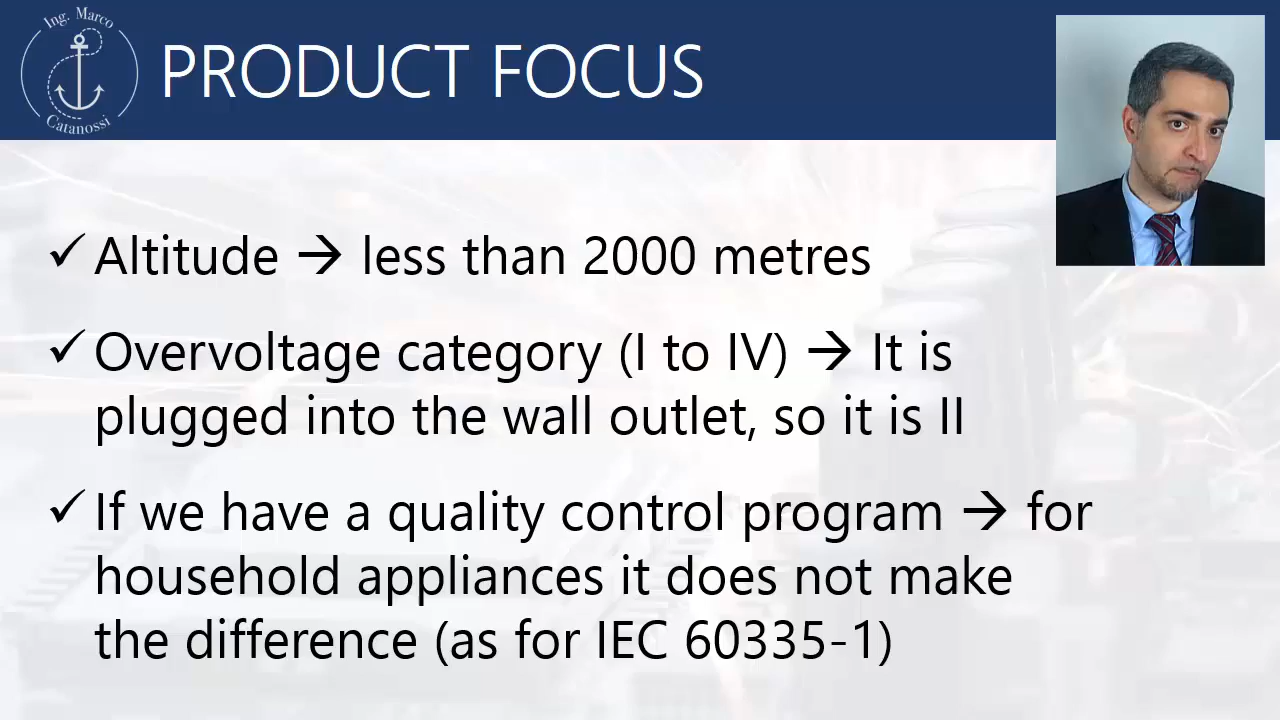 Ing. Marco
Catanossi
PRODUCT FOCUS
✓ Altitude → less than 2000 metres
✓ Overvoltage category (I to IV) → It is
plugged into the wall outlet, so it is II
✓ If we have a quality control program → for
household appliances it does not make
the difference (as for IEC 60335-1)